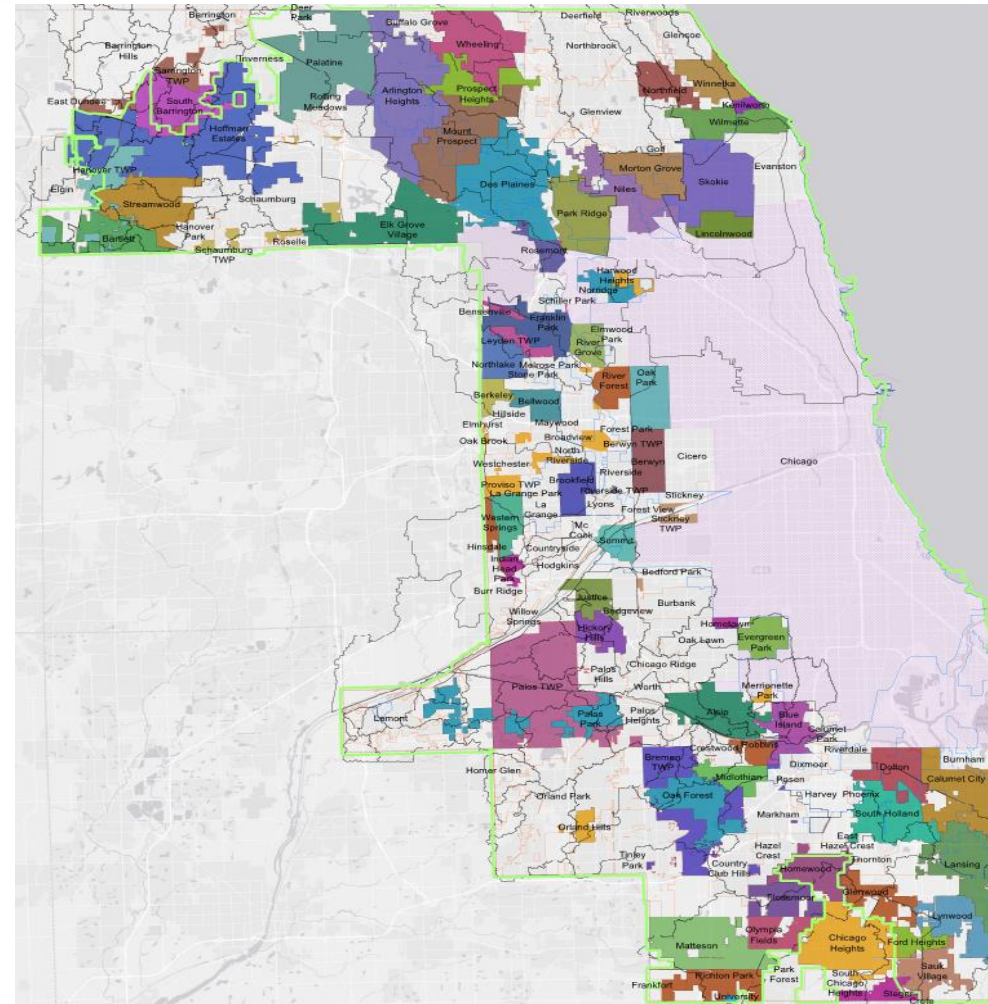 Deer
Park
Barrington
Buffalo Grove
Deerfield
Riverwoods
Glencoe
Barrington
Hills
Inverness
Palatine
Wheeling
Northbrook
Barrington
TWP
East Dundee
South
Barrington
Rolling
Meadows
Arlington
Heights
Prospect
Heights
Northfield
Winnetka
Kenilworth
Hoffman
Estates
Glenview
Wilmette
Mount
Prospect
Golf
Hanover TWP
Elgin
Morton Grove
Evanston
Des Plaines
Niles
Skokie
Streamwood
Schaumburg
Park Ridge
Lincolnwood
Hanover
Park
Elk Grove
Village
Bartlett
Roselle
Schaumburg
TWP
Rosemont
Harwood
Heights
Norridge
Schiller Park
Bensenville
Franklin
Park
Elmwood
Park
Leyden TWP
River
Grove
Northlake
Melrose Park
Stone Park
River
Forest
Oak
Park
Berkeley
Bellwood
Hillside
Maywood
Elmhurst
Forest Park
Oak Brook
Broadview
Berwyn TWP
North
Riverside
Cicero
Chicago
Westchester
Riverside
Berwyn
Proviso TWP
Brookfield
La Grange Park
Riverside TWP
Stickney
La
Grange
Lyons
Forest View
Western
Springs
Stickney
TWP
Mc
Cook
Summit
Hinsdale
Countryside
Indian
Head
Park
Hodgkins
Bedford Park
Burr Ridge
Justice
Burbank
Willow
Springs
Bridgeview
Hometown
Hickory
Hills
Oak Lawn
Evergreen
Park
Palos
Hills
Chicago Ridge
Palos TWP
Worth
Merrionette
Park
Lemont
Palos
Park
Palos
Heights
Alsip
Blue
Island
Calumet
Park
Crestwood
Robbins
Riverdale
Homer Glen
Bremen
TWP
Midlothian
Dixmoor
Posen
Dolton
Burnham
Calumet City
Orland Park
Oak Forest
Harvey
Phoenix
Markham
South Holland
Orland Hills
East
Hazel Crest
Tinley
Park
Hazel
Crest
Thornton
Lansing
Country
Club Hills
Homewood
Flossmoor
Glenwood
Lynwood
Matteson
Olympia
Fields
Chicago
Heights
Ford Heights
Park
Forest
Sauk
Village
Frankfort
Richton Park
South
Chicago
Heights
University
Steger
Crete